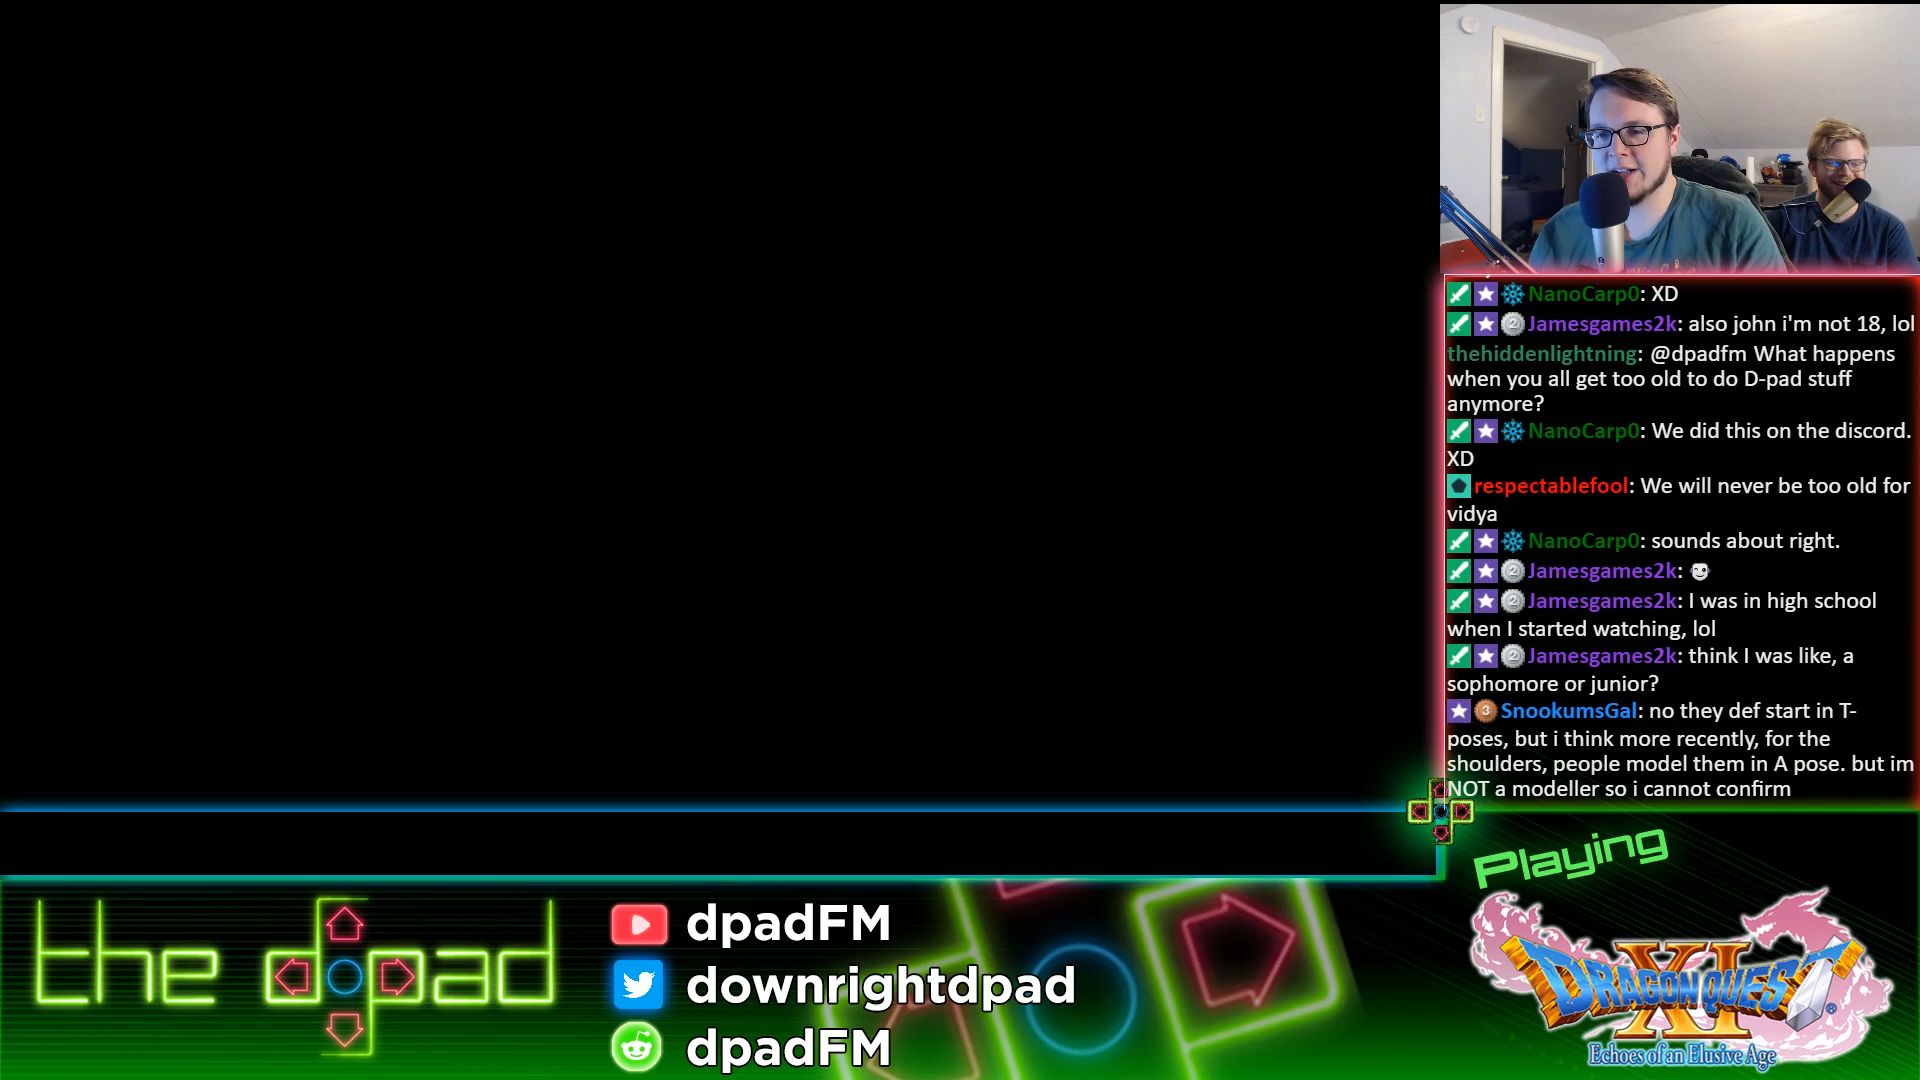 NanoCarp0: XD
Jamesgames2k: also john i'm not 18, lol
thehiddenlightning: @dpadfm What happens
when you all get too old to do D-pad stuff
anymore?
NanoCarp0: We did this on the discord.
XD
respectablefool: We will never be too old for
vidya
NanoCarp0: sounds about right.
Jamesgames2k:
Jamesgames2k: I was in high school
when I started watching, lol
Jamesgames2k: think I was like, a
sophomore or junior?
SnookumsGal: no they def start in T-
poses, but i think more recently, for the
shoulders, people model them in A pose. but im
NOT a modeller so i cannot confirm
Playing
DRAGON QUEST
XI
Echoes of an Elusive Age
the dpad
dpadFM
downrightdpad
dpadFM